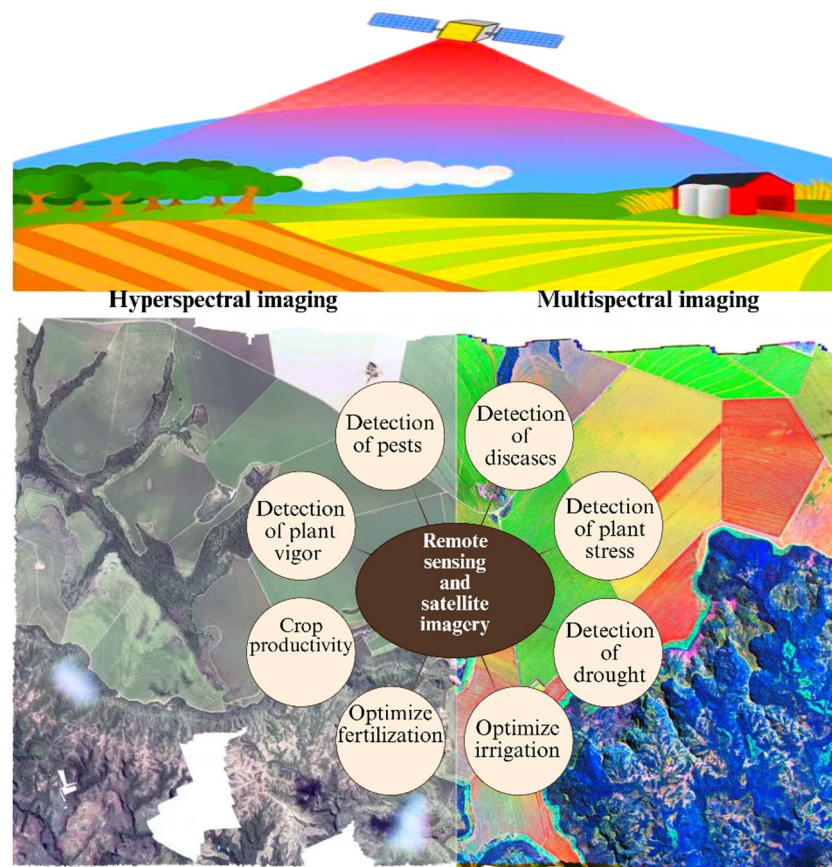 Hyperspectral imaging
Multispectral imaging
Detection
of pests
Detection
of
diseases
Detection
of plant
vigor
Detection
of plant
stress
Remote
sensing
and
satellite
imagery
Crop
productivity
Detection
of
drought
Optimize
fertilization
Optimize
irrigation